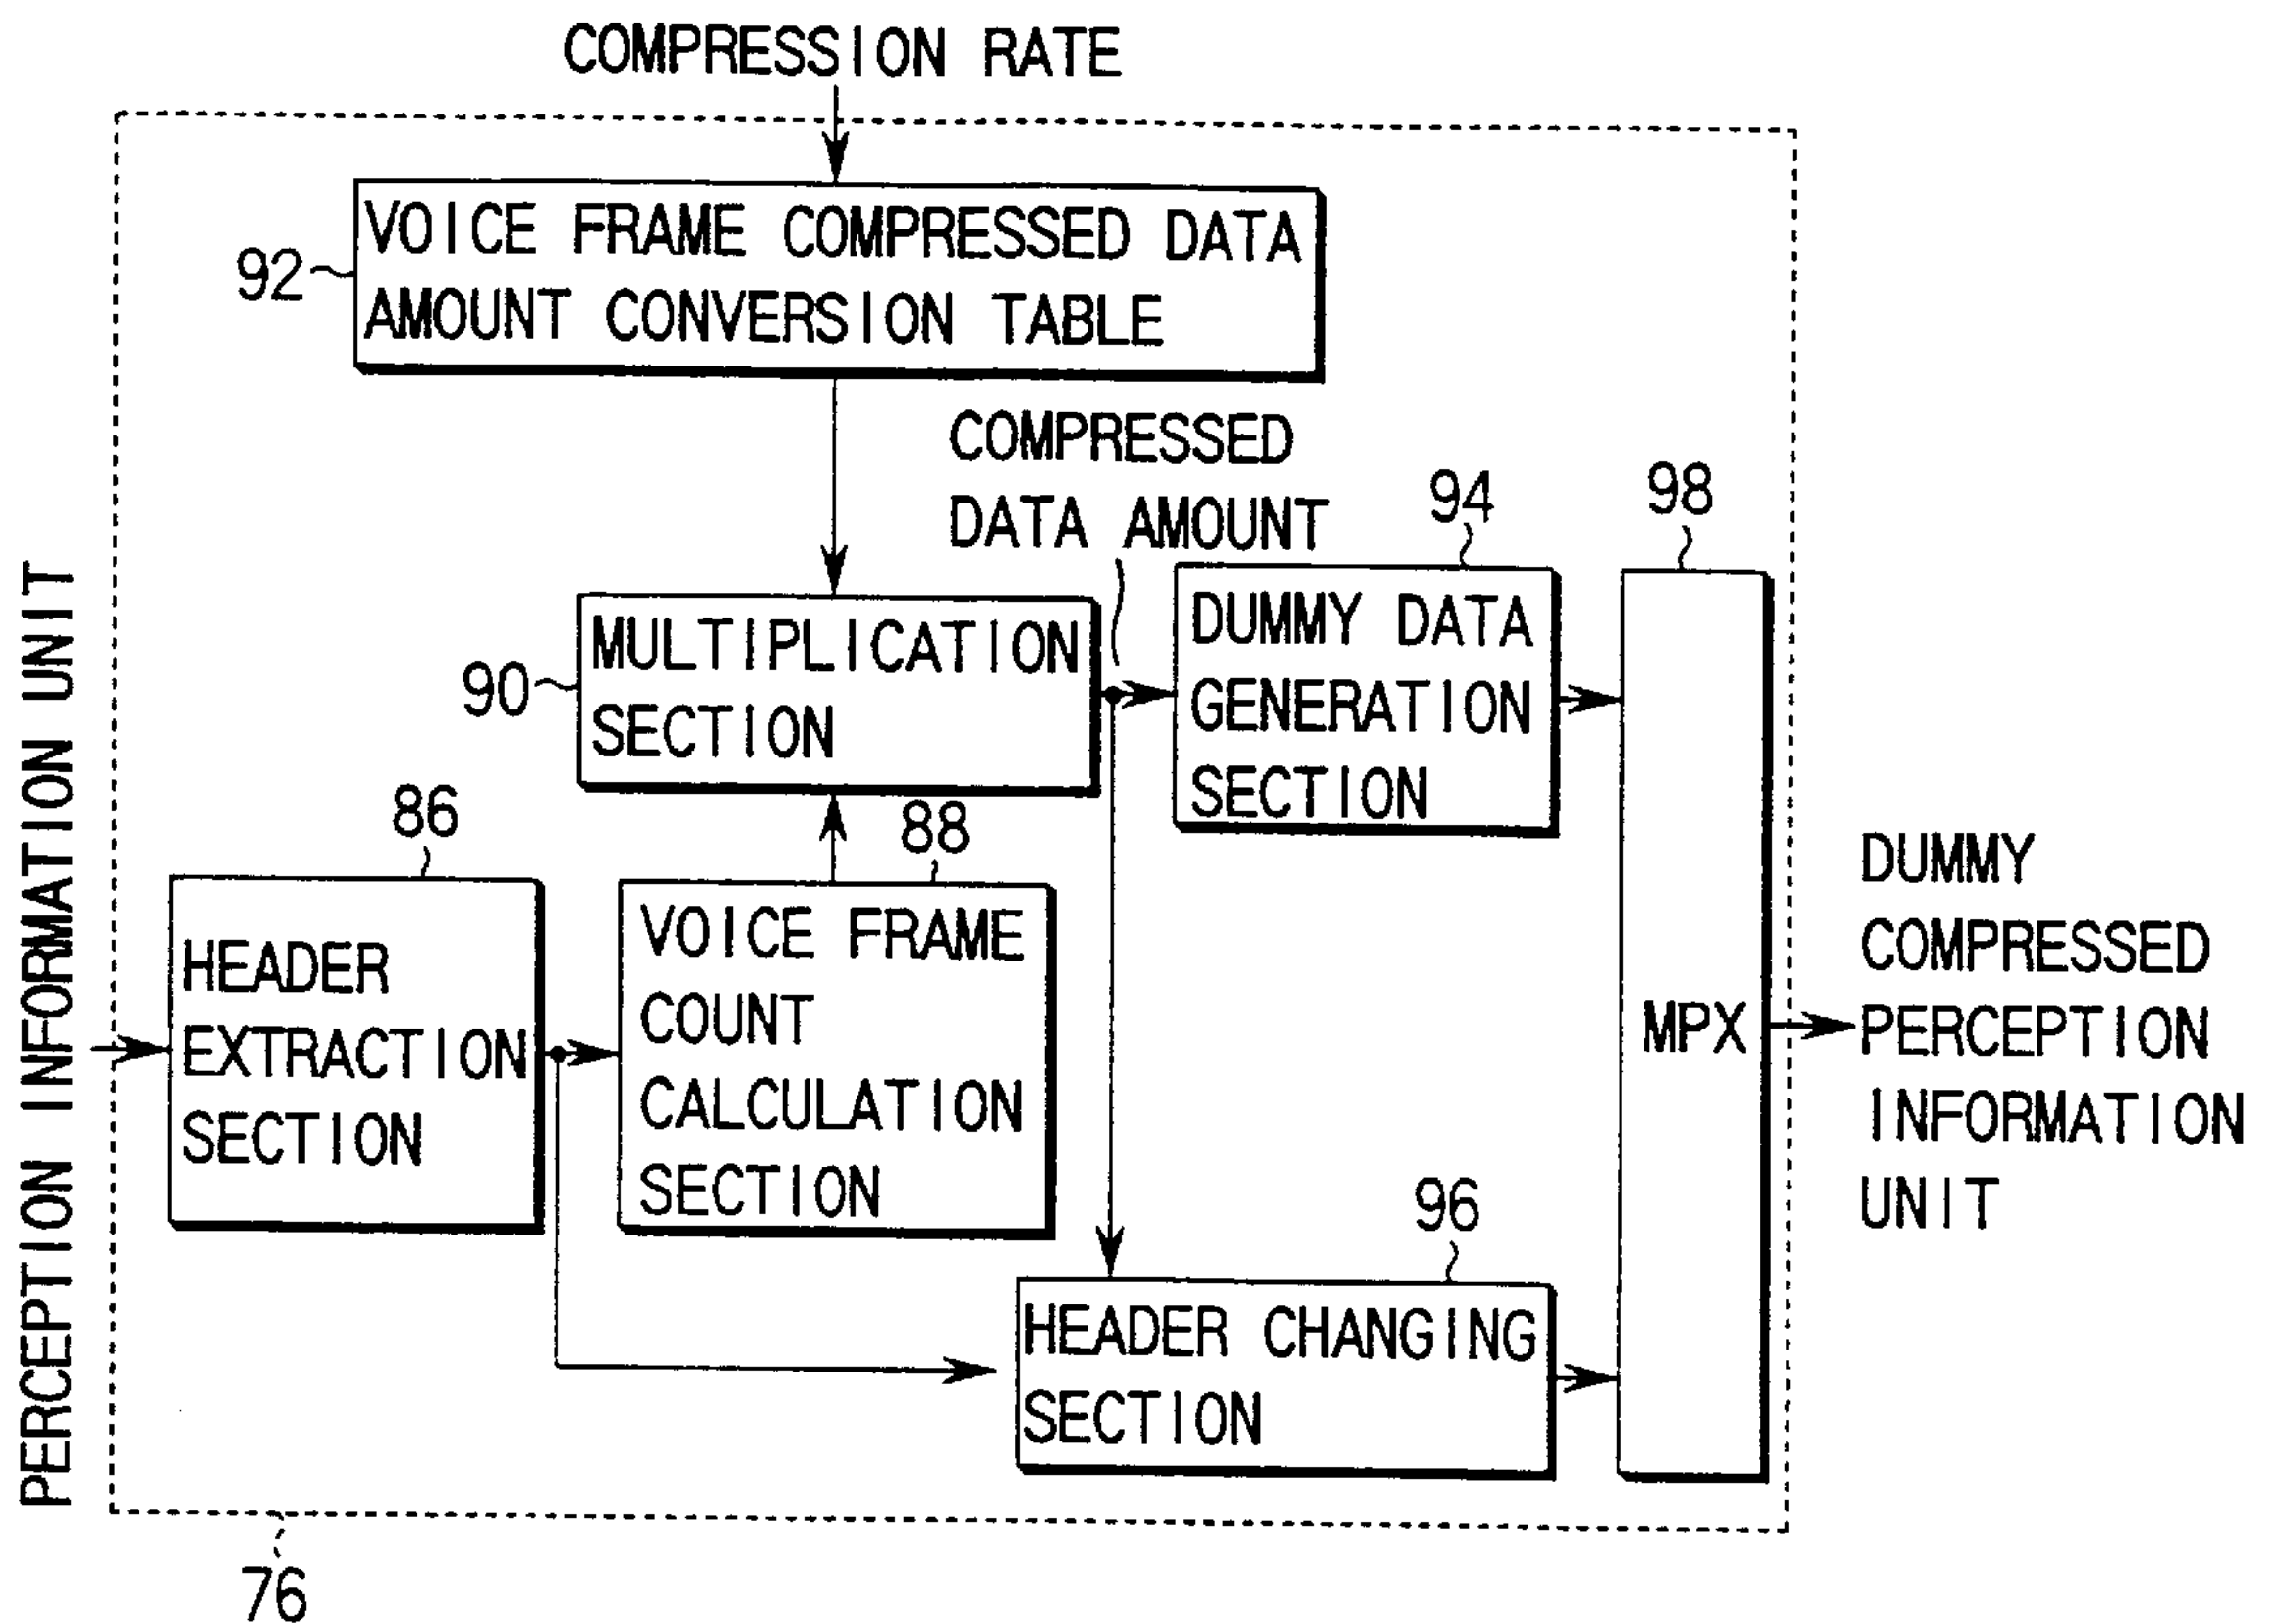 COMPRESSION RATE
92
VOICE FRAME COMPRESSED DATA
AMOUNT CONVERSION TABLE
COMPRESSED
DATA AMOUNT
94
98
90
MULTIPLICATION
SECTION
DUMMY DATA
GENERATION
SECTION
PERCEPTION INFORMATION UNIT
86
HEADER
EXTRACTION
SECTION
88
VOICE FRAME
COUNT
CALCULATION
SECTION
96
HEADER CHANGING
SECTION
MPX
DUMMY
COMPRESSED
PERCEPTION
INFORMATION
UNIT
76